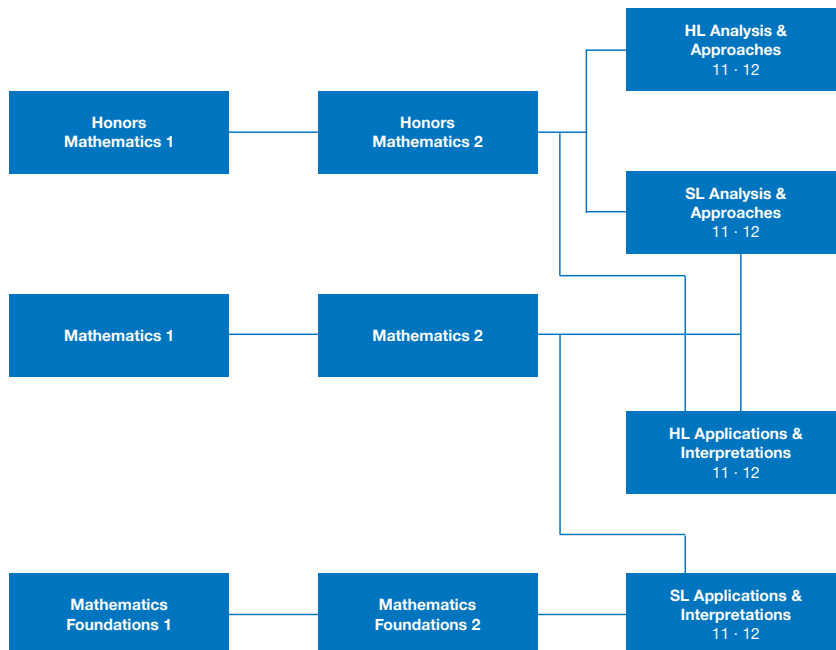 HL Analysis &
Approaches
11 · 12
Honors
Mathematics 1
Honors
Mathematics 2
SL Analysis &
Approaches
11 · 12
Mathematics 1
Mathematics 2
HL Applications &
Interpretations
11 · 12
Mathematics
Foundations 1
Mathematics
Foundations 2
SL Applications &
Interpretations
11 · 12